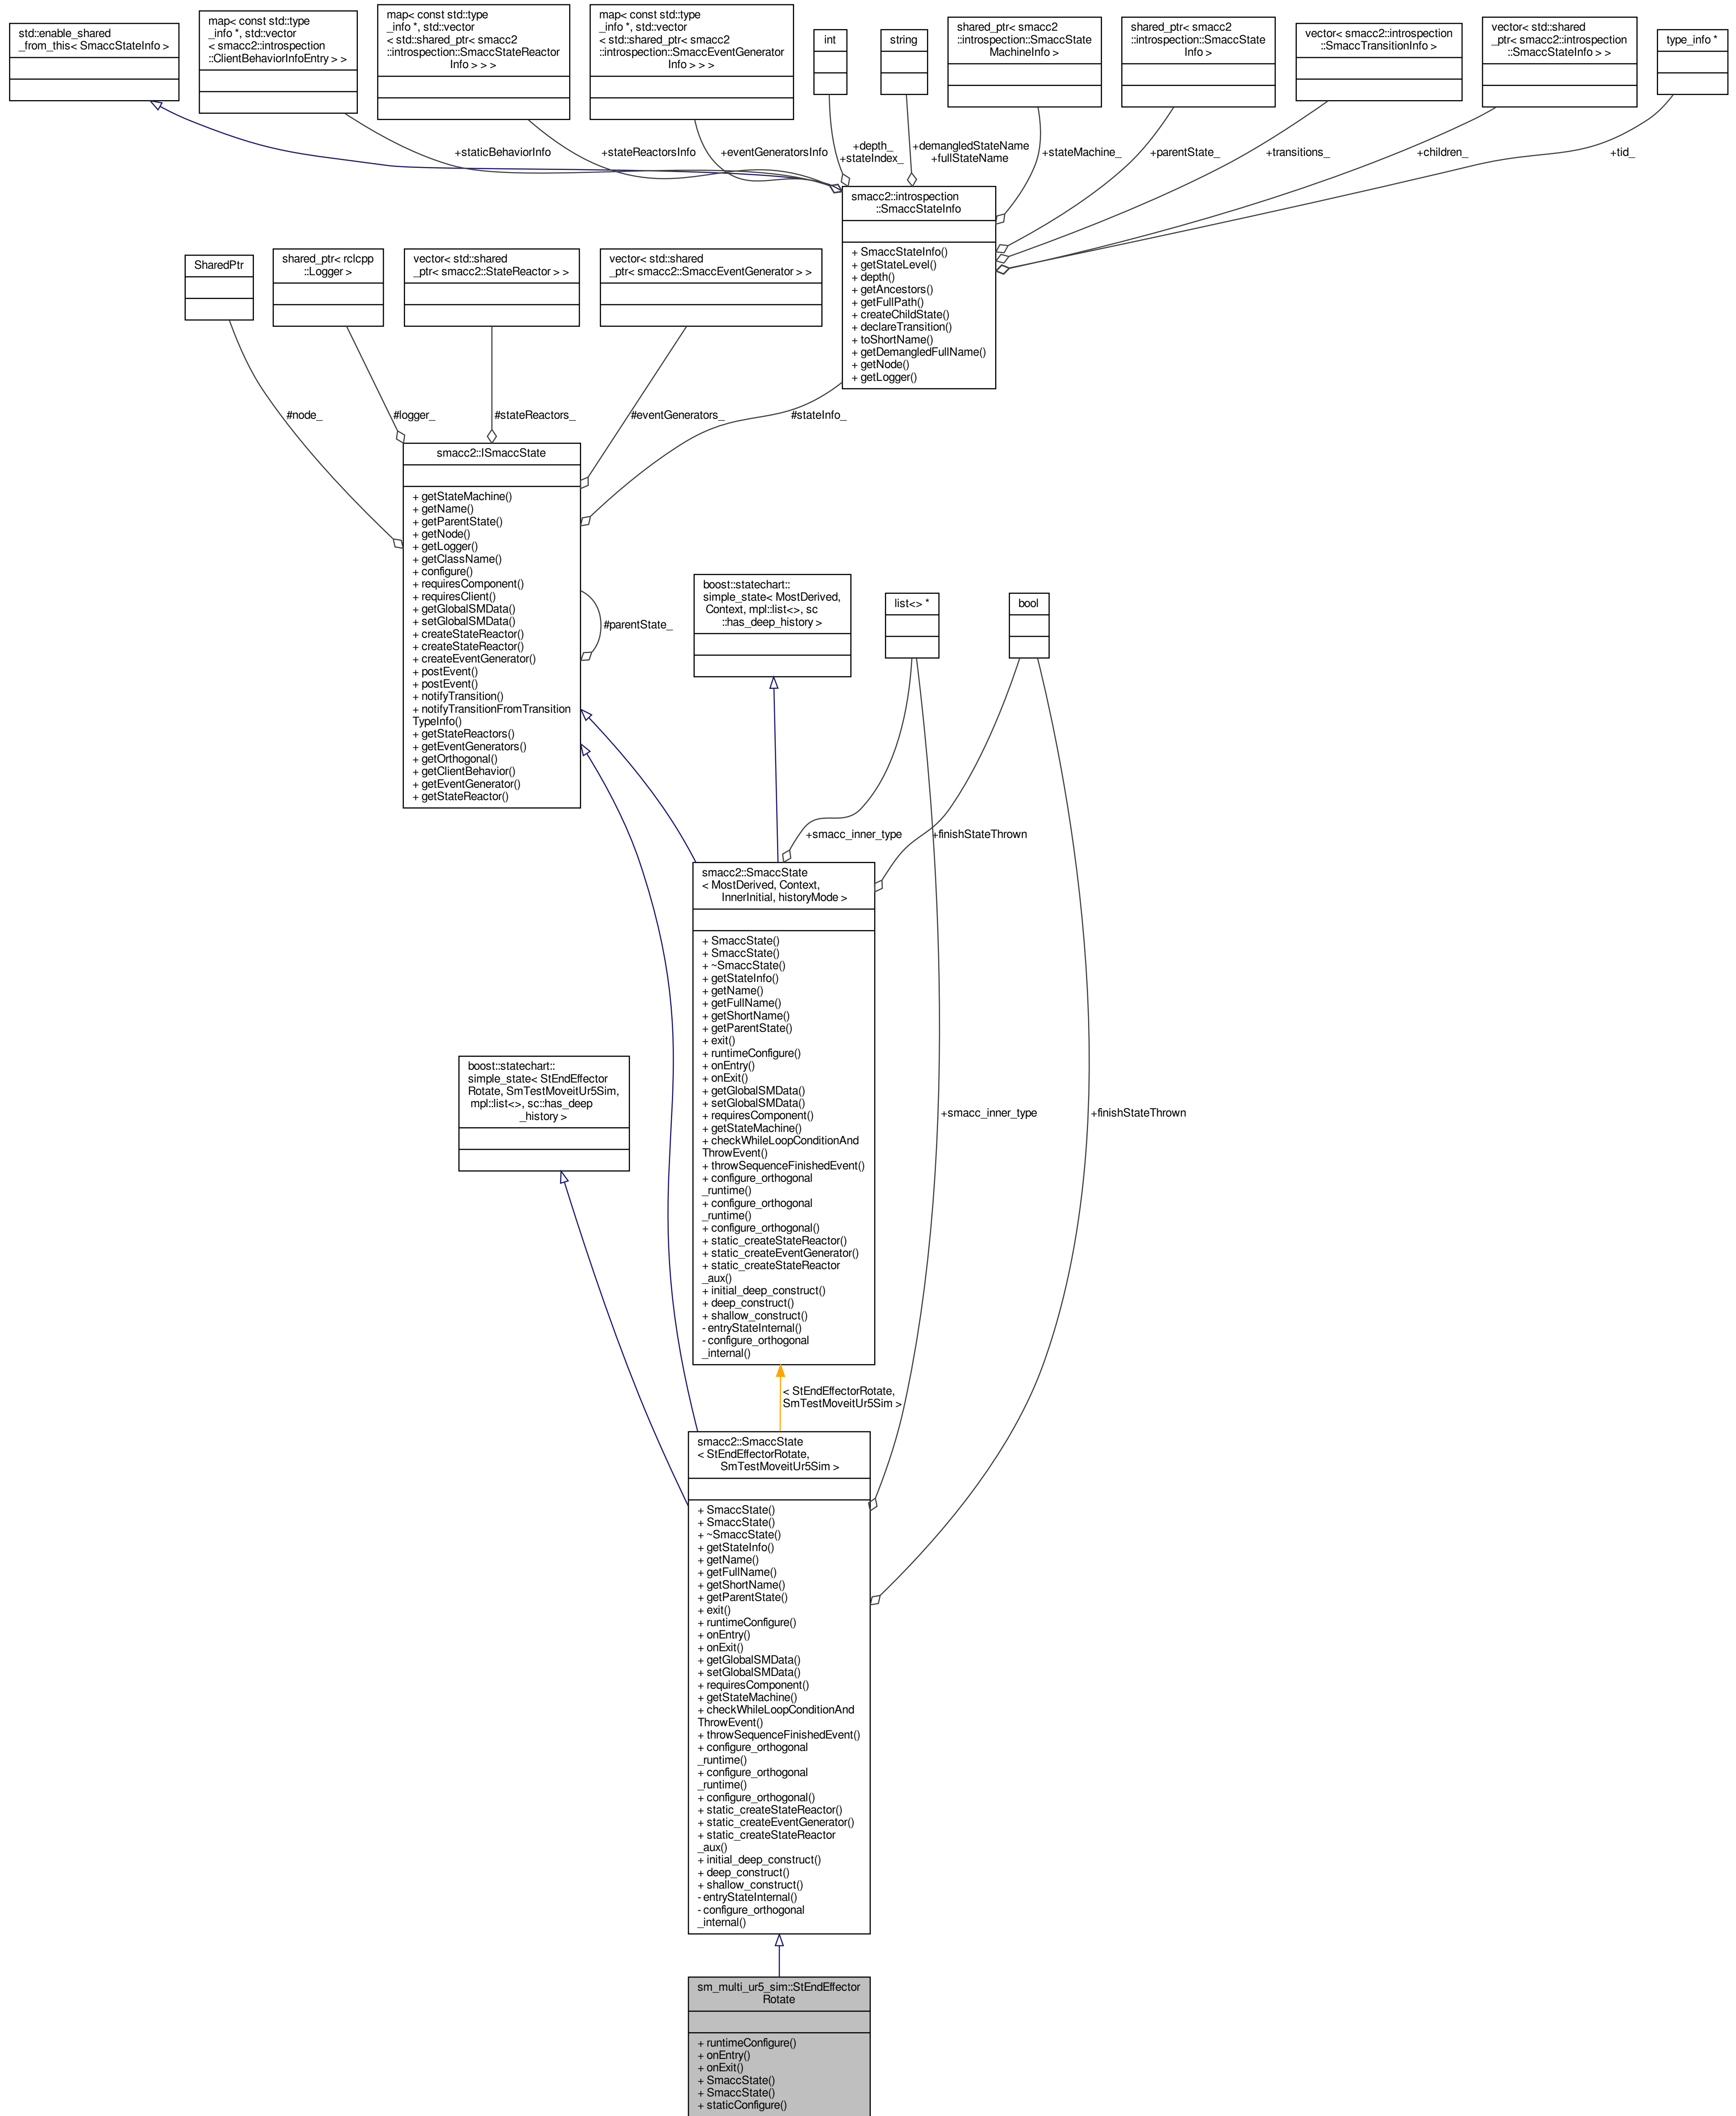 std::enable_shared
_from_this< SmaccStateInfo >
map< const std::type
_info *, std::vector
< smacc2::introspection
::ClientBehaviorInfoEntry > >
map< const std::type
_info *, std::vector
< std::shared_ptr< smacc2
::introspection::SmaccStateReactor
Info > > >
map< const std::type
_info *, std::vector
< std::shared_ptr< smacc2
::introspection::SmaccEventGenerator
Info > > >
int
string
shared_ptr< smacc2
::introspection::SmaccState
MachineInfo >
shared_ptr< smacc2
::introspection::SmaccState
Info >
vector< smacc2::introspection
::SmaccTransitionInfo >
vector< std::shared
_ptr< smacc2::introspection
::SmaccStateInfo > >
type_info *
+staticBehaviorInfo
+stateReactorsInfo
+eventGeneratorsInfo
+depth_
+stateIndex_
+demangledStateName
+fullStateName
+stateMachine_
+parentState_
+transitions_
+children_
+tid_
smacc2::introspection
::SmaccStateInfo
+ SmaccStateInfo()
+ getStateLevel()
+ depth()
+ getAncestors()
+ getFullPath()
+ createChildState()
+ declareTransition()
+ toShortName()
+ getDemangledFullName()
+ getNode()
+ getLogger()
SharedPtr
shared_ptr< rclcpp
::Logger >
vector< std::shared
_ptr< smacc2::StateReactor > >
vector< std::shared
_ptr< smacc2::SmaccEventGenerator > >
#node_
#logger_
#stateReactors_
#eventGenerators_
#stateInfo_
smacc2::ISmaccState
+ getStateMachine()
+ getName()
+ getParentState()
+ getNode()
+ getLogger()
+ getClassName()
+ configure()
+ requiresComponent()
+ requiresClient()
+ getGlobalSMData()
+ setGlobalSMData()
+ createStateReactor()
+ createStateReactor()
+ createEventGenerator()
+ postEvent()
+ postEvent()
+ notifyTransition()
+ notifyTransitionFromTransition
TypeInfo()
+ getStateReactors()
+ getEventGenerators()
+ getOrthogonal()
+ getClientBehavior()
+ getEventGenerator()
+ getStateReactor()
#parentState_
boost::statechart::
simple_state< MostDerived,
Context, mpl::list<>, sc
::has_deep_history >
list<> *
bool
+smacc_inner_type
+finishStateThrown
smacc2::SmaccState
< MostDerived, Context,
InnerInitial, historyMode >
+ SmaccState()
+ SmaccState()
+ ~SmaccState()
+ getStateInfo()
+ getName()
+ getFullName()
+ getShortName()
+ getParentState()
+ exit()
+ runtimeConfigure()
+ onEntry()
+ onExit()
+ getGlobalSMData()
+ setGlobalSMData()
+ requiresComponent()
+ getStateMachine()
+ checkWhileLoopConditionAnd
ThrowEvent()
+ throwSequenceFinishedEvent()
+ configure_orthogonal
_runtime()
+ configure_orthogonal
_runtime()
+ configure_orthogonal()
+ static_createStateReactor()
+ static_createEventGenerator()
+ static_createStateReactor
_aux()
+ initial_deep_construct()
+ deep_construct()
+ shallow_construct()
- entryStateInternal()
- configure_orthogonal
_internal()
boost::statechart::
simple_state< StEndEffector
Rotate, SmTestMoveitUr5Sim,
mpl::list<>, sc::has_deep
_history >
+smacc_inner_type
+finishStateThrown
< StEndEffectorRotate,
SmTestMoveitUr5Sim >
smacc2::SmaccState
< StEndEffectorRotate,
SmTestMoveitUr5Sim >
+ SmaccState()
+ SmaccState()
+ ~SmaccState()
+ getStateInfo()
+ getName()
+ getFullName()
+ getShortName()
+ getParentState()
+ exit()
+ runtimeConfigure()
+ onEntry()
+ onExit()
+ getGlobalSMData()
+ setGlobalSMData()
+ requiresComponent()
+ getStateMachine()
+ checkWhileLoopConditionAnd
ThrowEvent()
+ throwSequenceFinishedEvent()
+ configure_orthogonal
_runtime()
+ configure_orthogonal
_runtime()
+ configure_orthogonal()
+ static_createStateReactor()
+ static_createEventGenerator()
+ static_createStateReactor
_aux()
+ initial_deep_construct()
+ deep_construct()
+ shallow_construct()
- entryStateInternal()
- configure_orthogonal
_internal()
sm_multi_ur5_sim::StEndEffector
Rotate
+ runtimeConfigure()
+ onEntry()
+ onExit()
+ SmaccState()
+ SmaccState()
+ staticConfigure()